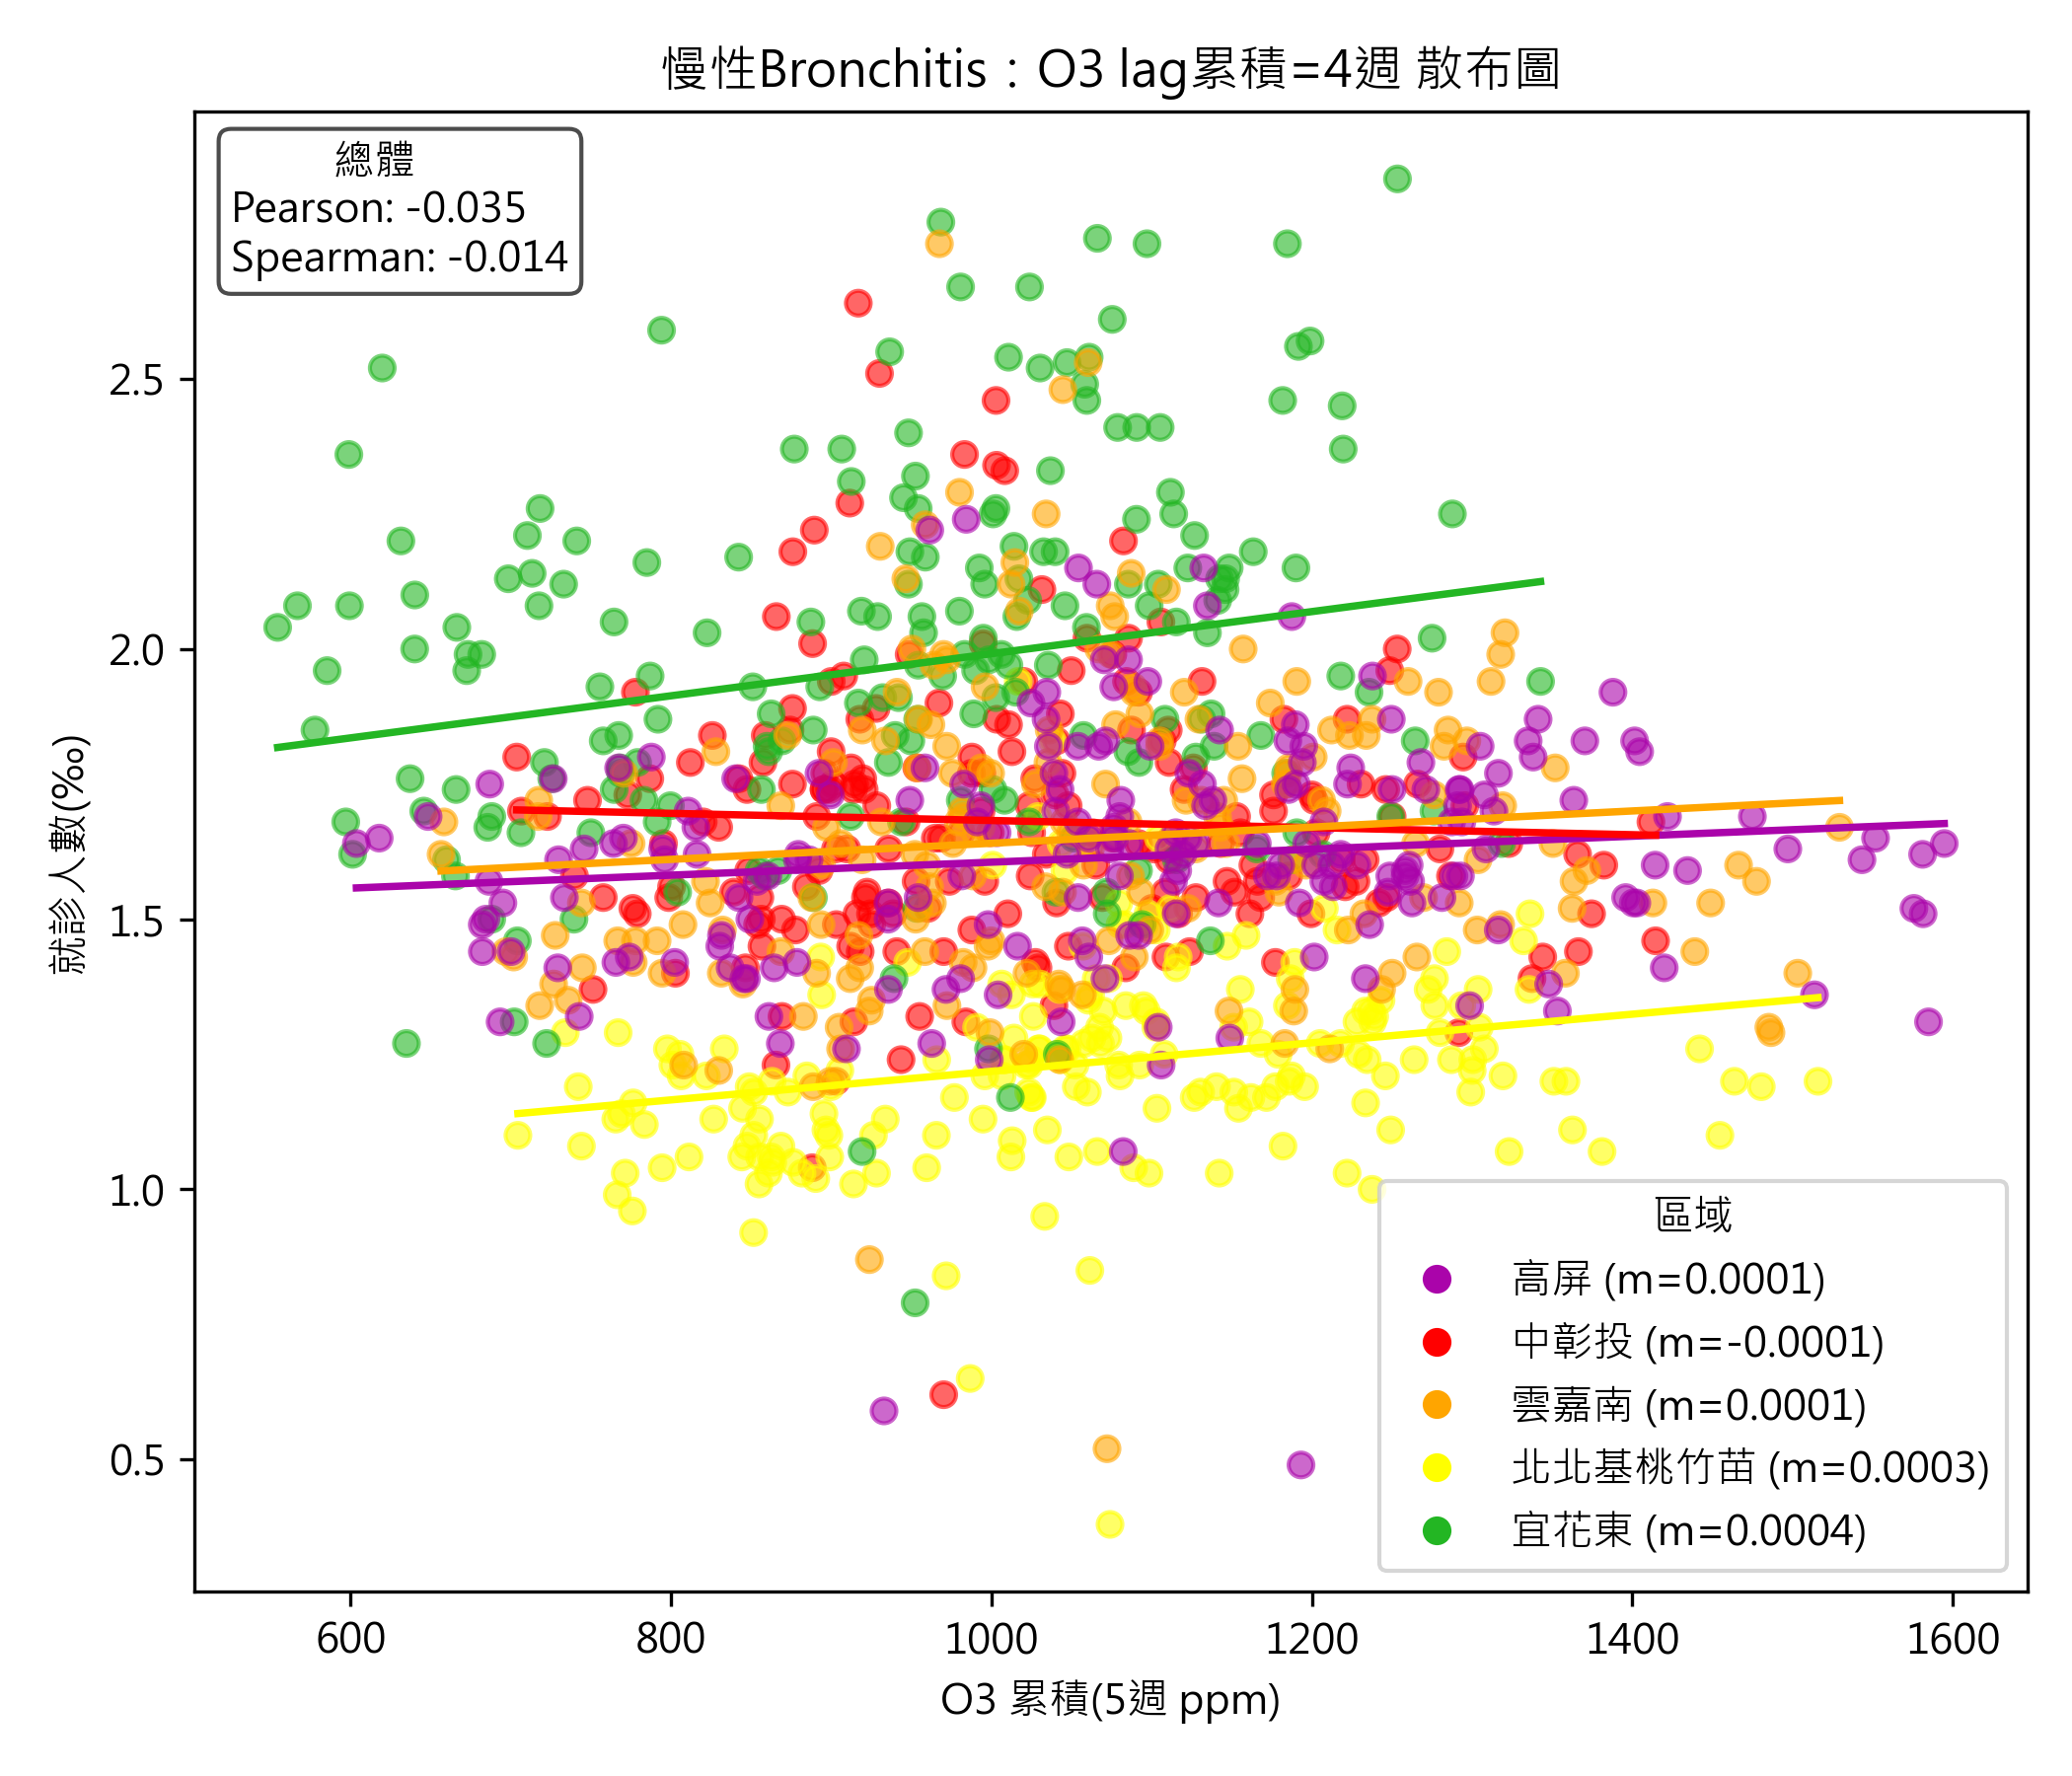 慢性Bronchitis：O3 lag累積=4週 散布圖
總體
Pearson: -0.035
Spearman: -0.014
就診人數(‰)
2.5
2.0
1.5
1.0
0.5
區域
高屏 (m=0.0001)
中彰投 (m=-0.0001)
雲嘉南 (m=0.0001)
北北基桃竹苗 (m=0.0003)
宜花東 (m=0.0004)
600 800 1000 1200 1400 1600
O3 累積(5週 ppm)